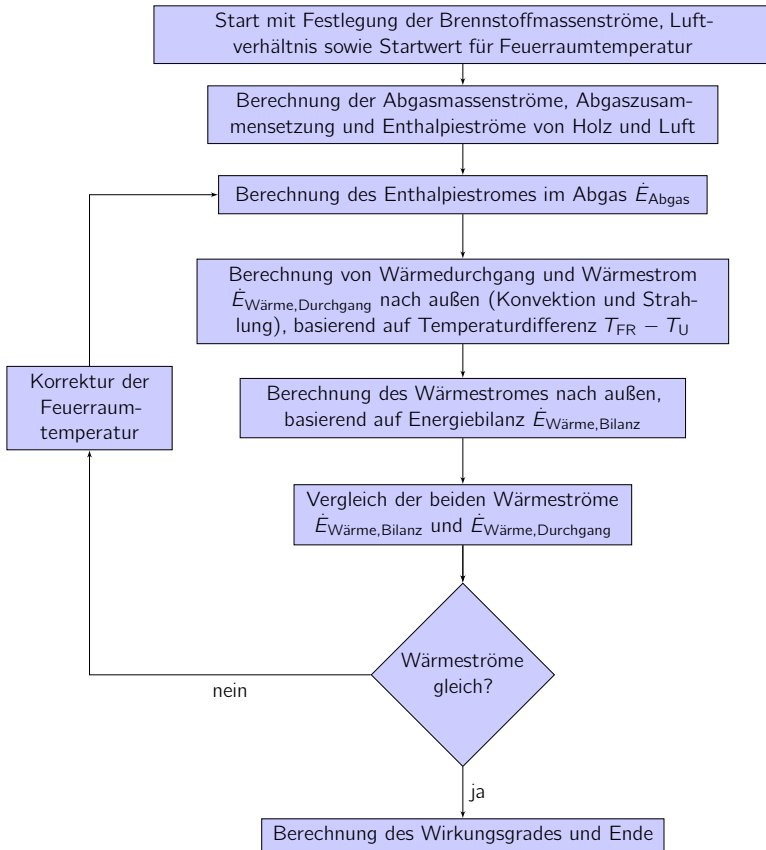 Start mit Festlegung der Brennstoffmassenströme, Luft-
verhältnis sowie Startwert für Feuerraumtemperatur
Berechnung der Abgasmassenströme, Abgaszusam-
mensetzung und Enthalpieströme von Holz und Luft
Berechnung des Enthalpiestromes im Abgas Ė_Abgas
Berechnung von Wärmedurchgang und Wärmestrom
Ė_Wärme,Durchgang nach außen (Konvektion und Strah-
lung), basierend auf Temperaturdifferenz T_FR − T_U
Berechnung des Wärmestromes nach außen,
basierend auf Energiebilanz Ė_Wärme,Bilanz
Vergleich der beiden Wärmeströme
Ė_Wärme,Bilanz und Ė_Wärme,Durchgang
Wärmeströme
gleich?
nein
Korrektur der
Feuerraum-
temperatur
ja
Berechnung des Wirkungsgrades und Ende